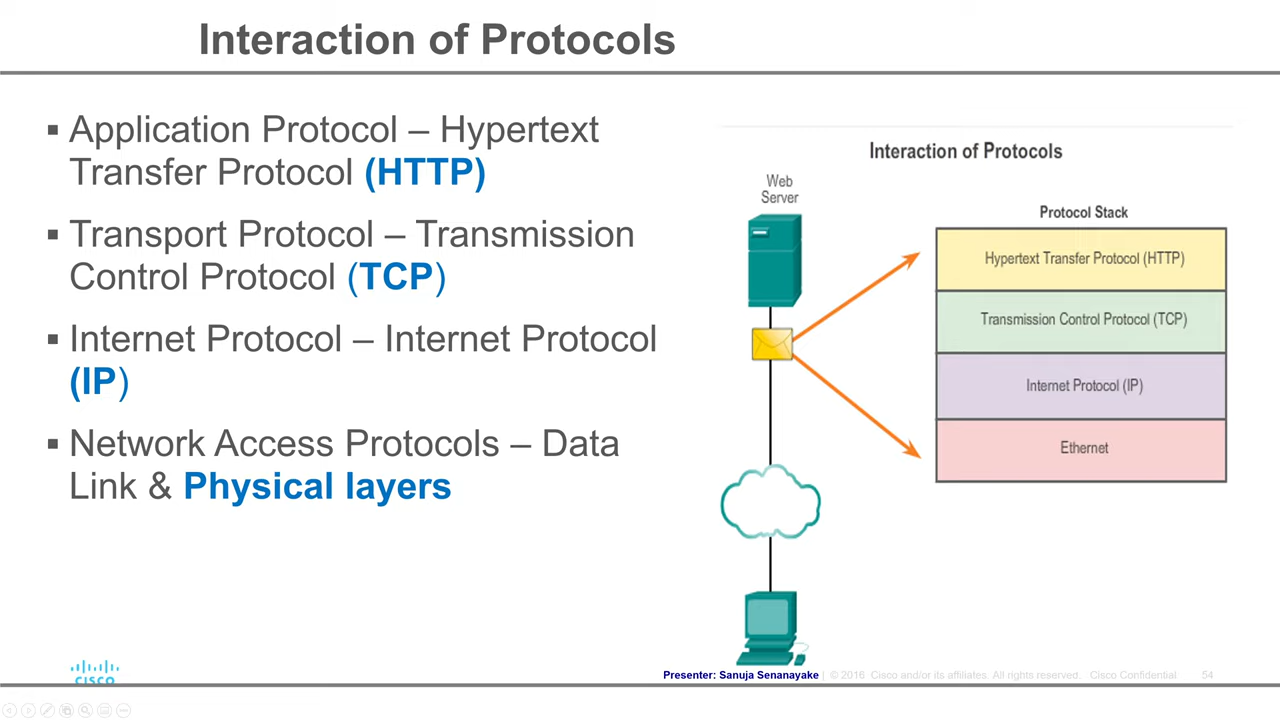 Interaction of Protocols
▪ Application Protocol – Hypertext
Transfer Protocol (HTTP)
▪ Transport Protocol – Transmission
Control Protocol (TCP)
▪ Internet Protocol – Internet Protocol
(IP)
▪ Network Access Protocols – Data
Link & Physical layers
Interaction of Protocols
Web
Server
Protocol Stack
Hypertext Transfer Protocol (HTTP)
Transmission Control Protocol (TCP)
Internet Protocol (IP)
Ethernet
CISCO
Presenter: Sanuja Senanayake | © 2016 Cisco and/or its affiliates. All rights reserved. Cisco Confidential 54